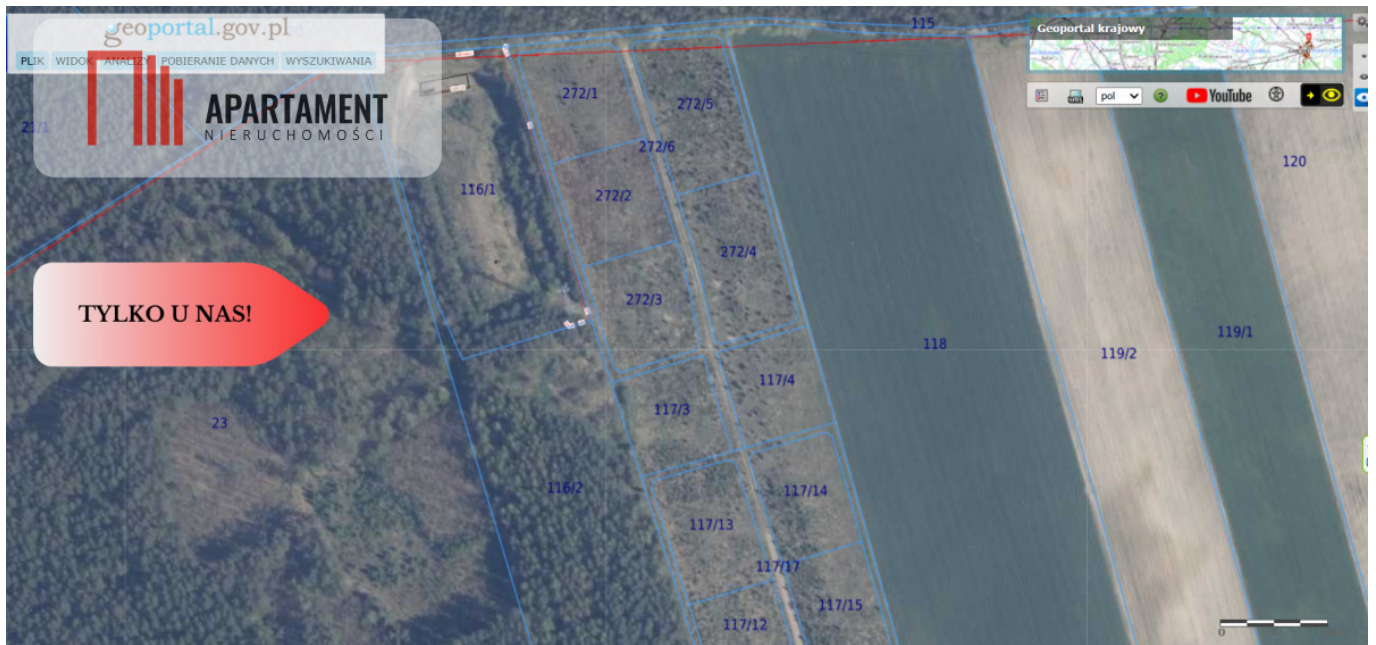 geoportal.gov.pl
PLIK WIDOK ANALIZY POBIERANIE DANYCH WYSZUKIWANIA
APARTAMENT
NIERUCHOMOŚCI
TYLKO U NAS!
Geoportal krajowy
pol
YouTube
115
21/1
272/1
272/5
272/6
120
116/1
272/2
272/4
272/3
118
119/1
119/2
117/4
117/3
23
116/2
117/14
117/13
117/17
117/15
117/12
0